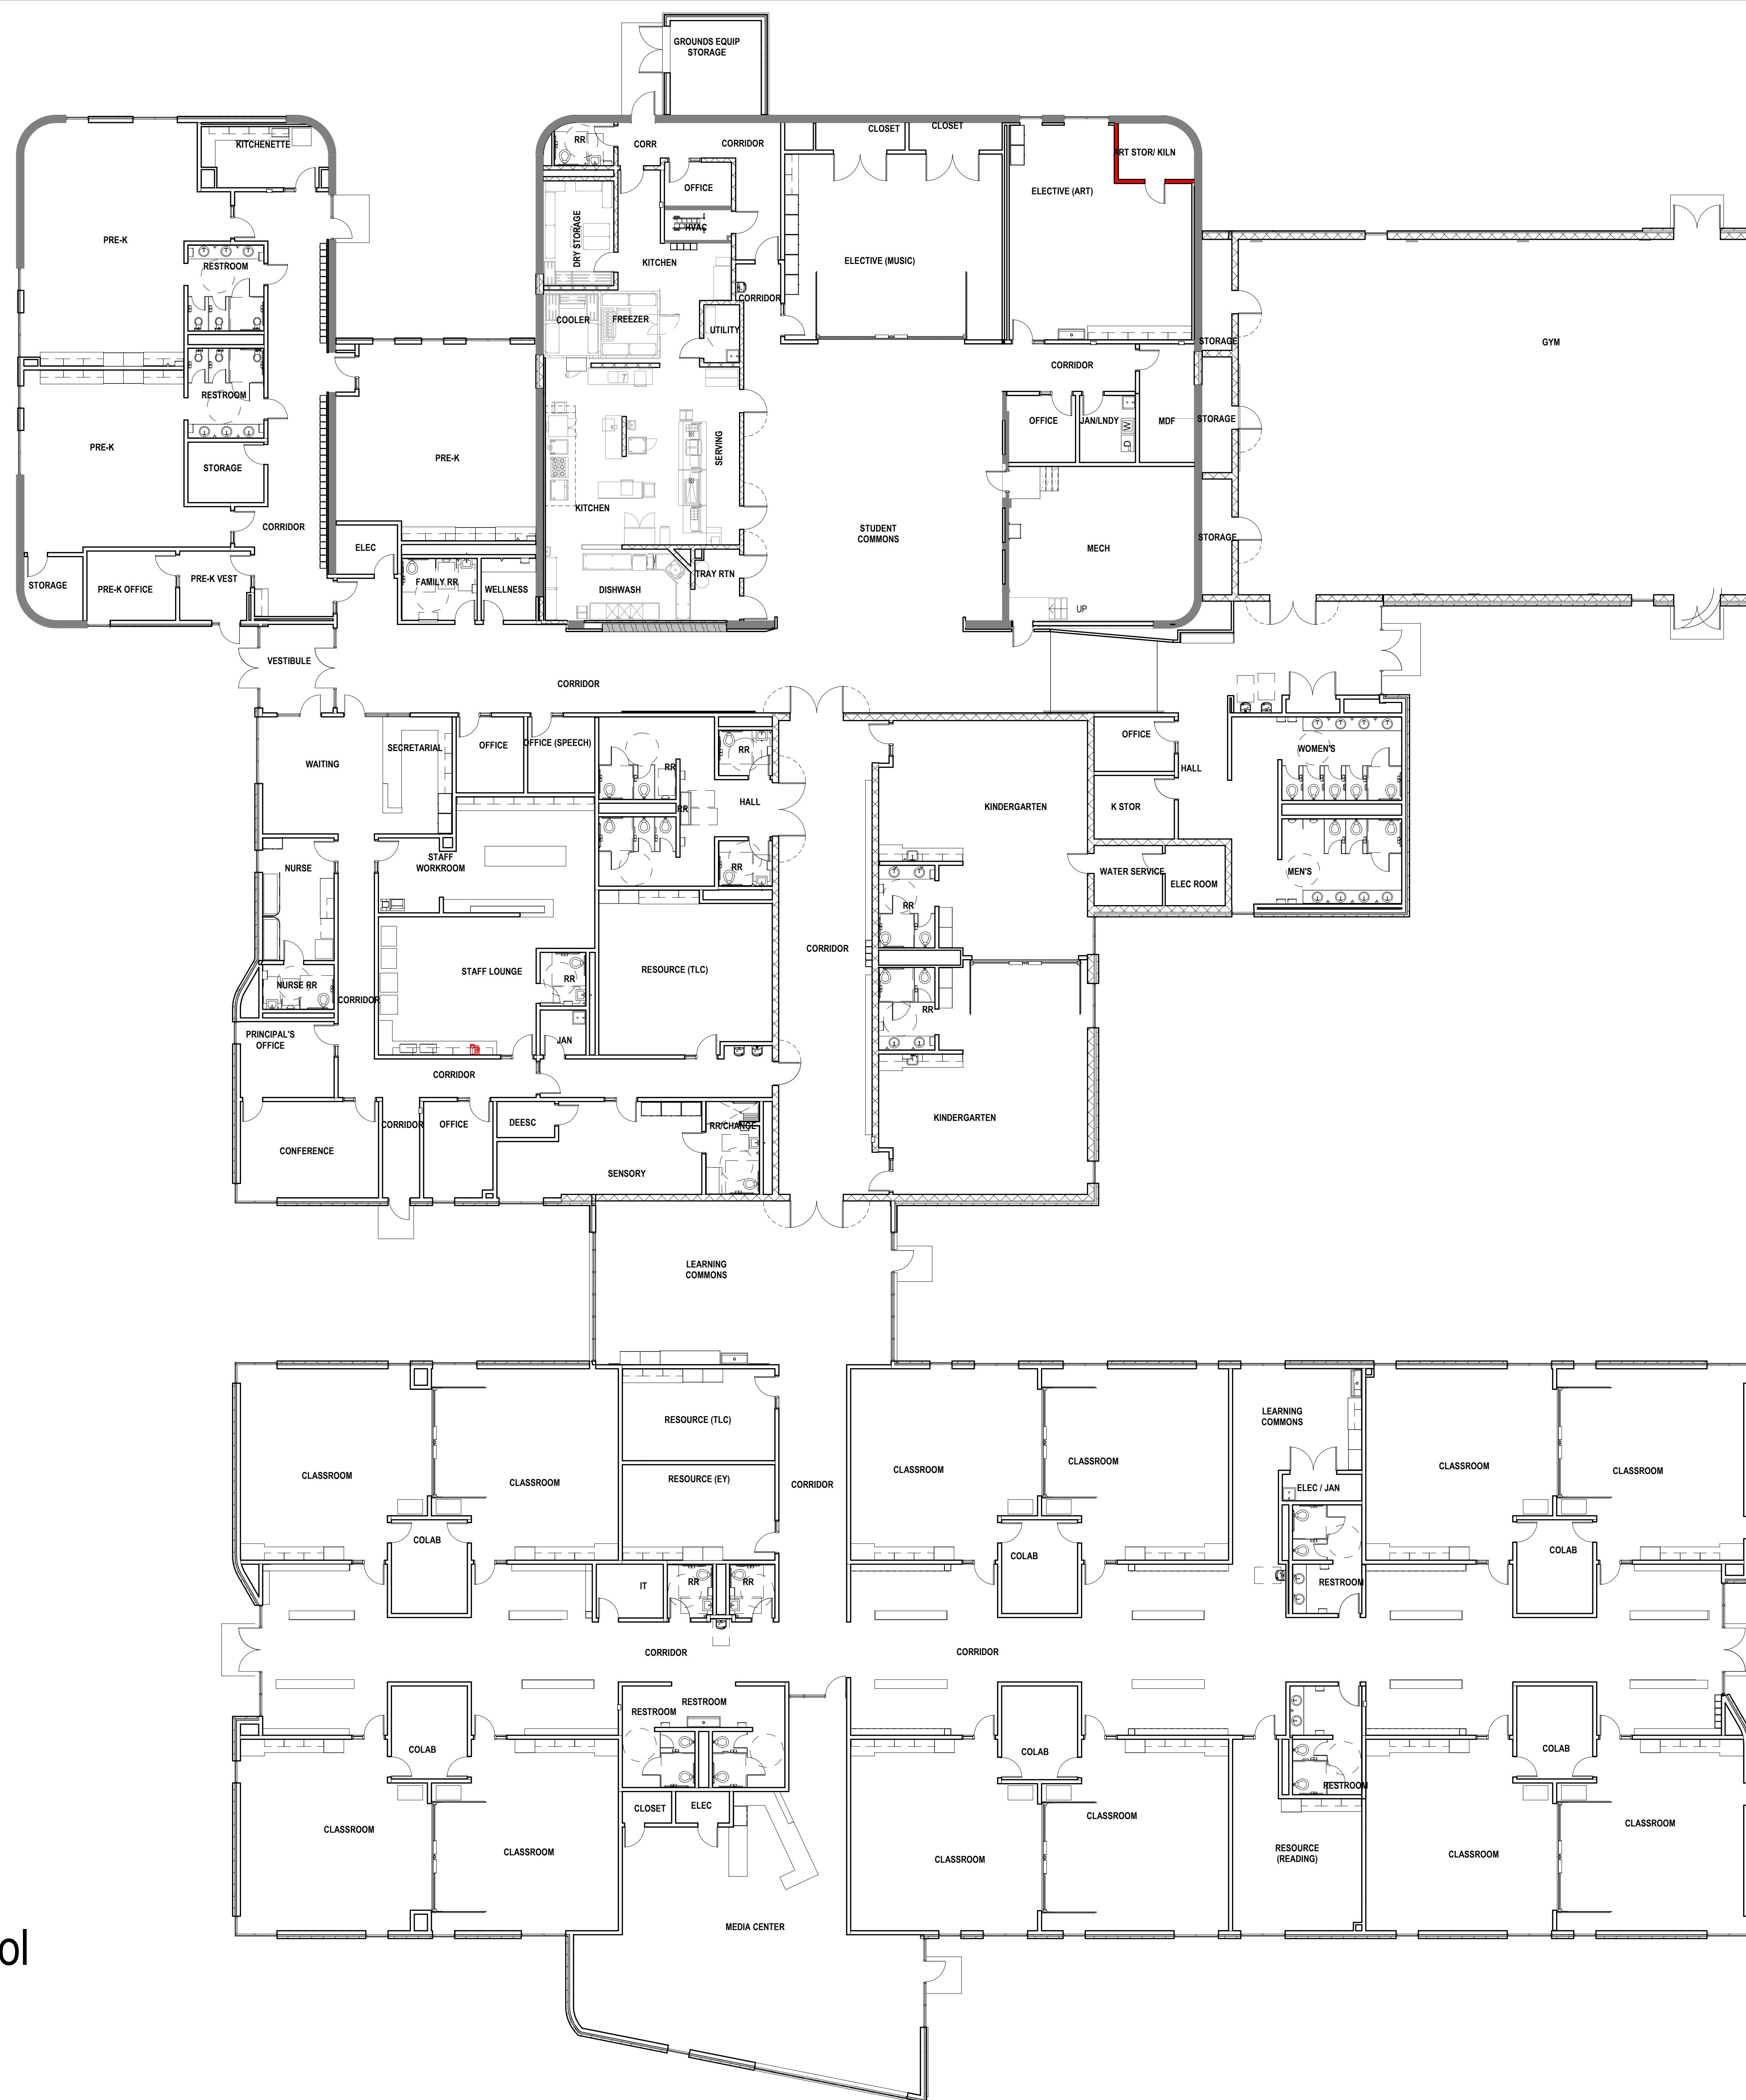 GROUNDS EQUIP
STORAGE
KITCHENETTE
RR
CORR
CORRIDOR
CLOSET
CLOSET
ART STOR/ KILN
OFFICE
ELECTIVE (ART)
DRY STORAGE
HVAC
PRE-K
RESTROOM
KITCHEN
ELECTIVE (MUSIC)
CORRIDOR
COOLER
FREEZER
UTILITY
STORAGE
GYM
CORRIDOR
RESTROOM
PRE-K
STORAGE
PRE-K
SERVING
OFFICE
JAN/LNDY
D
W
MDF
STORAGE
KITCHEN
CORRIDOR
STUDENT
COMMONS
ELEC
MECH
STORAGE
STORAGE
PRE-K OFFICE
PRE-K VEST
FAMILY RR
WELLNESS
DISHWASH
TRAY RTN
UP
VESTIBULE
CORRIDOR
WAITING
SECRETARIAL
OFFICE
OFFICE (SPEECH)
RR
RR
OFFICE
WOMEN'S
HALL
RR
HALL
KINDERGARTEN
K STOR
NURSE
STAFF
WORKROOM
RR
WATER SERVICE
ELEC ROOM
MEN'S
RR
CORRIDOR
STAFF LOUNGE
RR
RESOURCE (TLC)
NURSE RR
CORRIDOR
RR
PRINCIPAL'S
OFFICE
JAN
CORRIDOR
CONFERENCE
CORRIDOR
OFFICE
DEESC
SENSORY
RR/CHANGE
KINDERGARTEN
LEARNING
COMMONS
RESOURCE (TLC)
LEARNING
COMMONS
CLASSROOM
CLASSROOM
RESOURCE (EY)
CORRIDOR
CLASSROOM
CLASSROOM
ELEC / JAN
CLASSROOM
CLASSROOM
COLAB
COLAB
COLAB
IT
RR
RR
RESTROOM
CORRIDOR
CORRIDOR
RESTROOM
RESTROOM
COLAB
COLAB
COLAB
RESTROOM
CLOSET
ELEC
CLASSROOM
CLASSROOM
CLASSROOM
CLASSROOM
RESOURCE
(READING)
CLASSROOM
CLASSROOM
MEDIA CENTER
ol